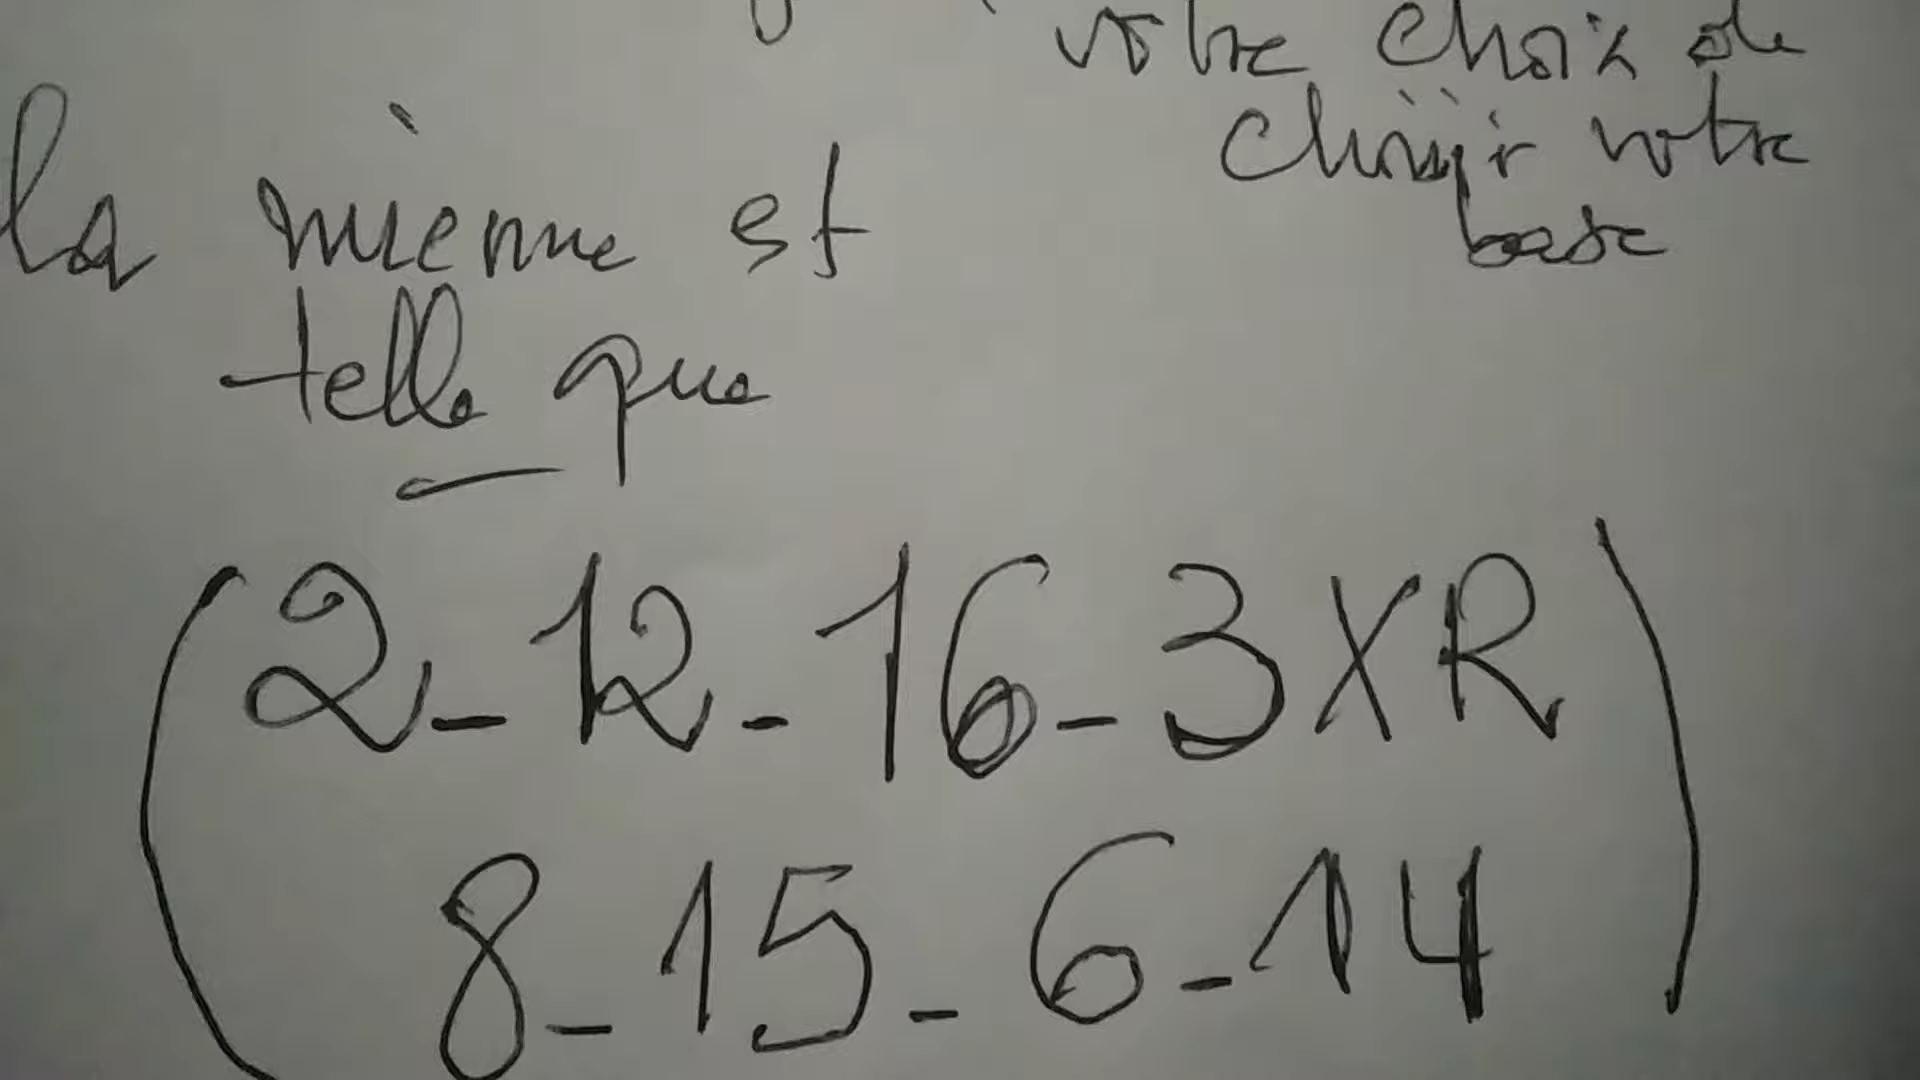 votre choix de
choisir votre
base
la mienne est
telle que
(2-12-16-3XR
8-15-6-14)